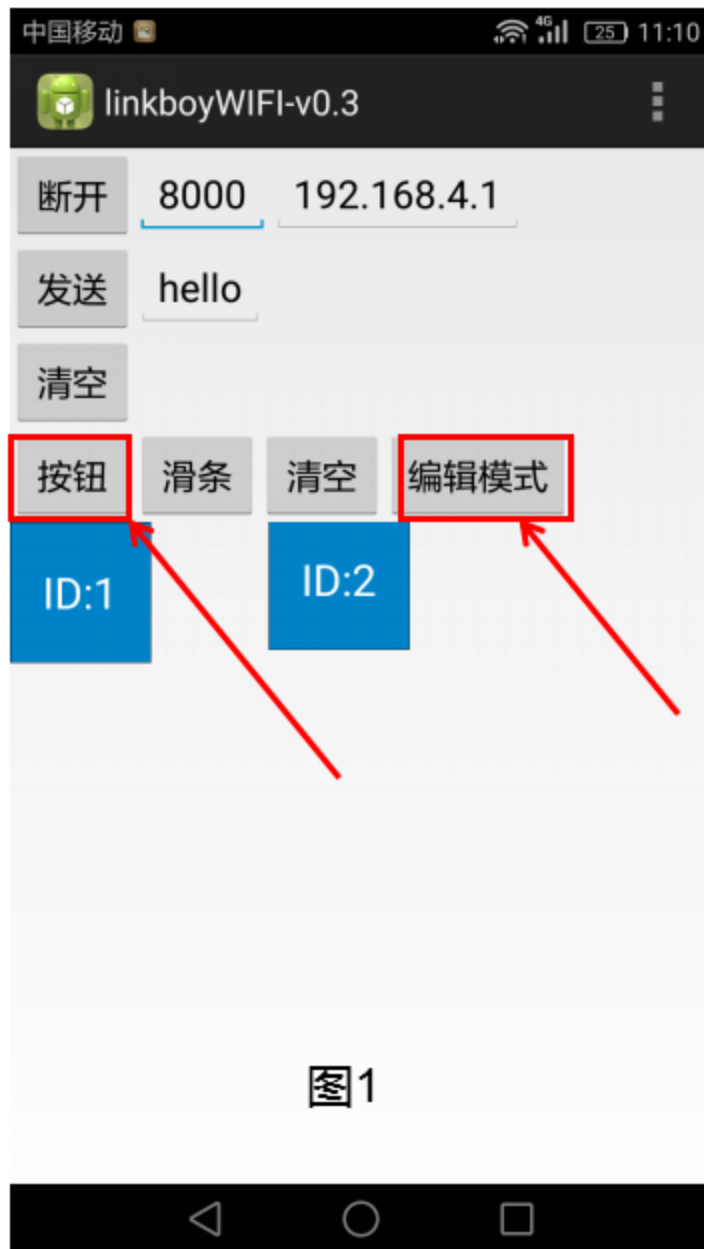 中国移动 4G 25 11:10
linkboyWIFI-v0.3
断开 8000 192.168.4.1
发送 hello
清空
按钮 滑条 清空 编辑模式
ID:1 ID:2
图1